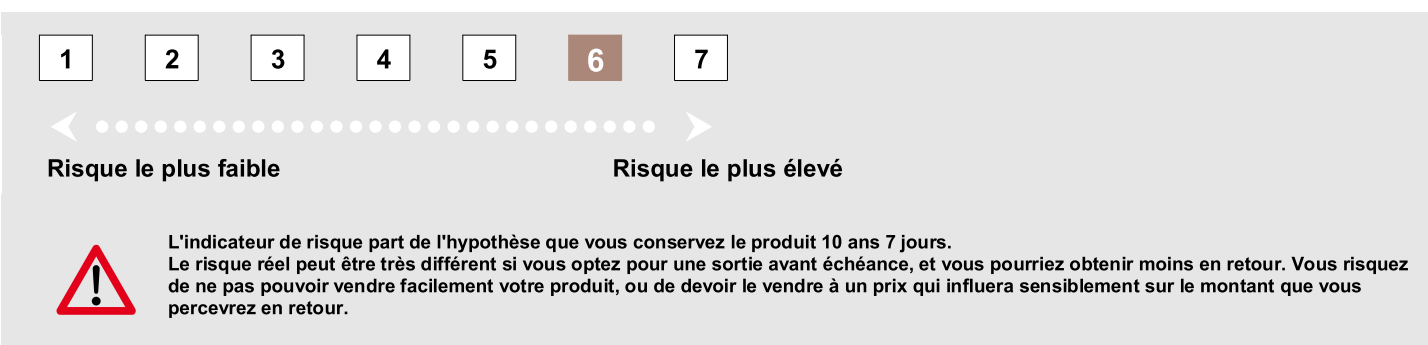 1 2 3 4 5 6 7
Risque le plus faible Risque le plus élevé
L'indicateur de risque part de l'hypothèse que vous conservez le produit 10 ans 7 jours.
Le risque réel peut être très différent si vous optez pour une sortie avant échéance, et vous pourriez obtenir moins en retour. Vous risquez
de ne pas pouvoir vendre facilement votre produit, ou de devoir le vendre à un prix qui influera sensiblement sur le montant que vous
percevrez en retour.